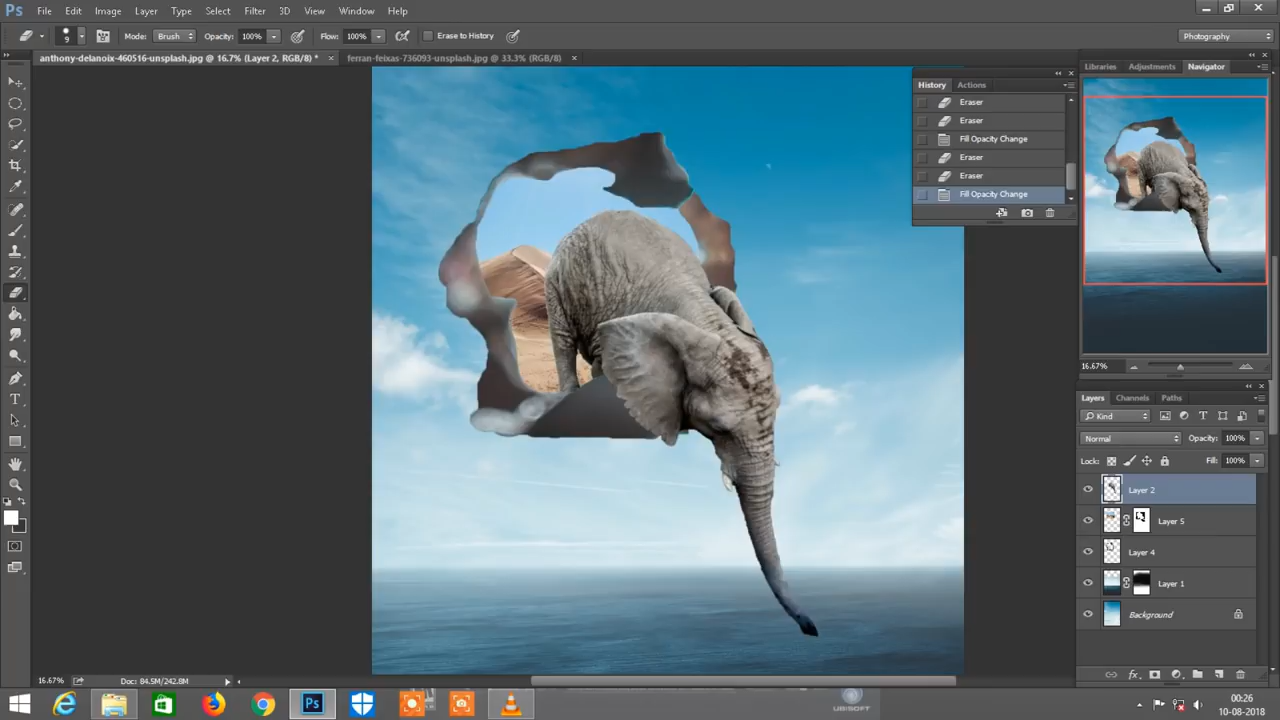 Ps File Edit Image Layer Type Select Filter 3D View Window Help
9 Mode: Brush Opacity: 100% Flow: 100% Erase to History Photography
anthony-delanoix-460516-unsplash.jpg @ 16.7% (Layer 2, RGB/8) * × ferran-feixas-736093-unsplash.jpg @ 33.3% (RGB/8) ×
Libraries Adjustments Navigator
History Actions
Eraser
Eraser
Fill Opacity Change
Eraser
Eraser
Fill Opacity Change
16.67%
Layers Channels Paths
Kind
Normal Opacity: 100%
Lock: Fill: 100%
Layer 2
Layer 5
Layer 4
Layer 1
Background
16.67% Doc: 84.5M/242.8M
Ps UBISOFT
00:26
10-08-2018